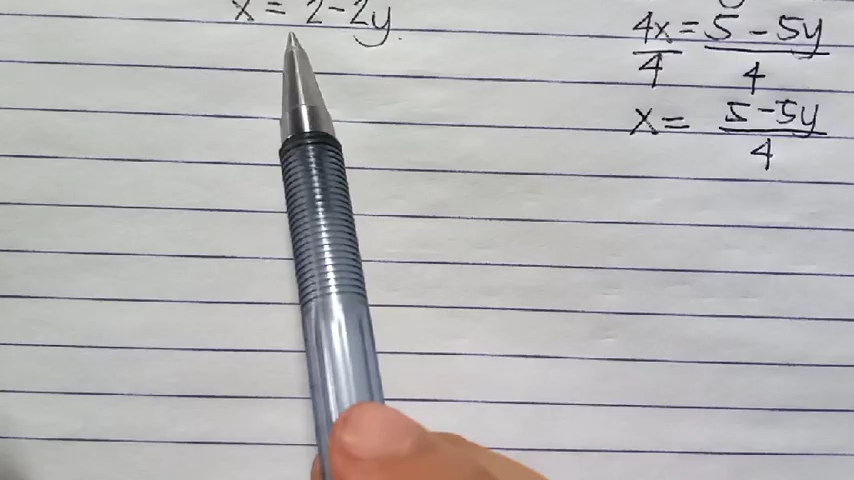 x = 2 - 2y
4x = 5 - 5y
4 4
x = 5 - 5y
4